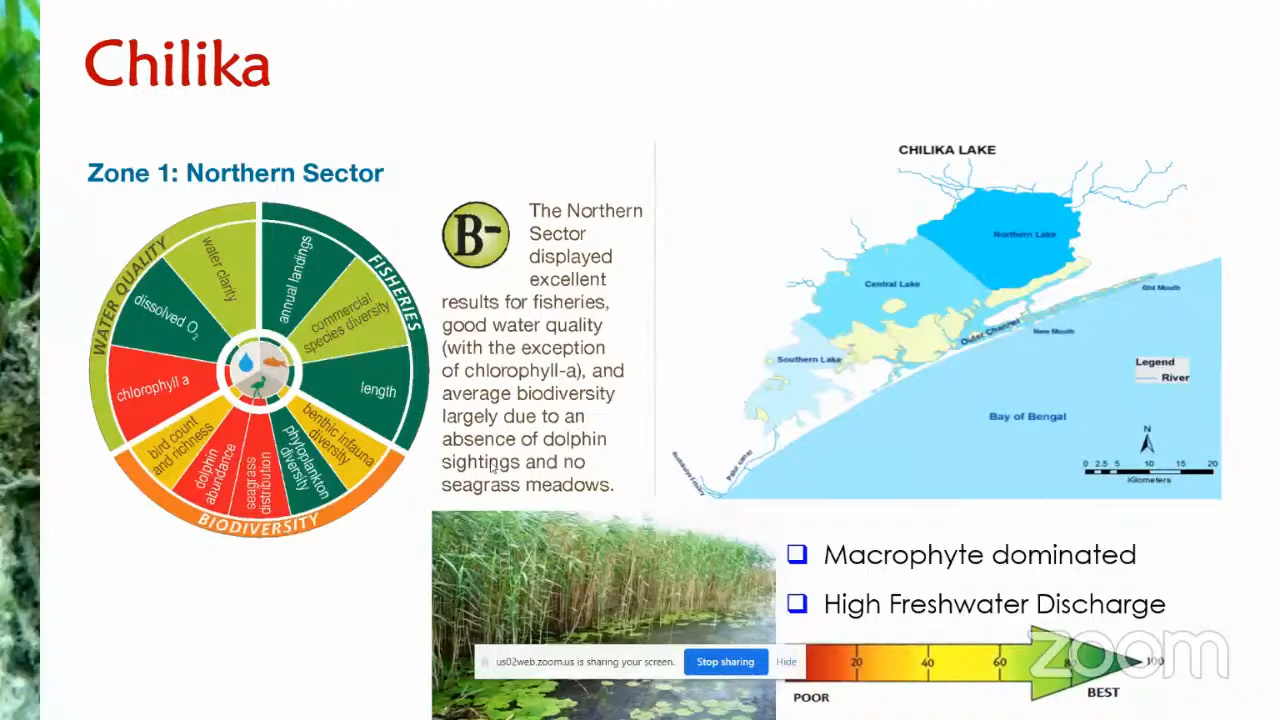 Chilika
Zone 1: Northern Sector
WATER QUALITY
FISHERIES
BIODIVERSITY
water clarity
dissolved O2
chlorophyll a
annual landings
commercial
species diversity
length
bird count
and richness
dolphin
abundance
seagrass
distribution
phytoplankton
diversity
benthic infauna
diversity
B-
The Northern
Sector
displayed
excellent
results for fisheries,
good water quality
(with the exception
of chlorophyll-a), and
average biodiversity
largely due to an
absence of dolphin
sightings and no
seagrass meadows.
CHILIKA LAKE
Northern Lake
Central Lake
Southern Lake
Outer Channel
Old Mouth
New Mouth
Bay of Bengal
Legend
River
N
0 2.5 5 10 15 20
Kilometers
Macrophyte dominated
High Freshwater Discharge
us02web.zoom.us is sharing your screen.
Stop sharing
Hide
20 40 60 80 100
POOR
BEST
zoom